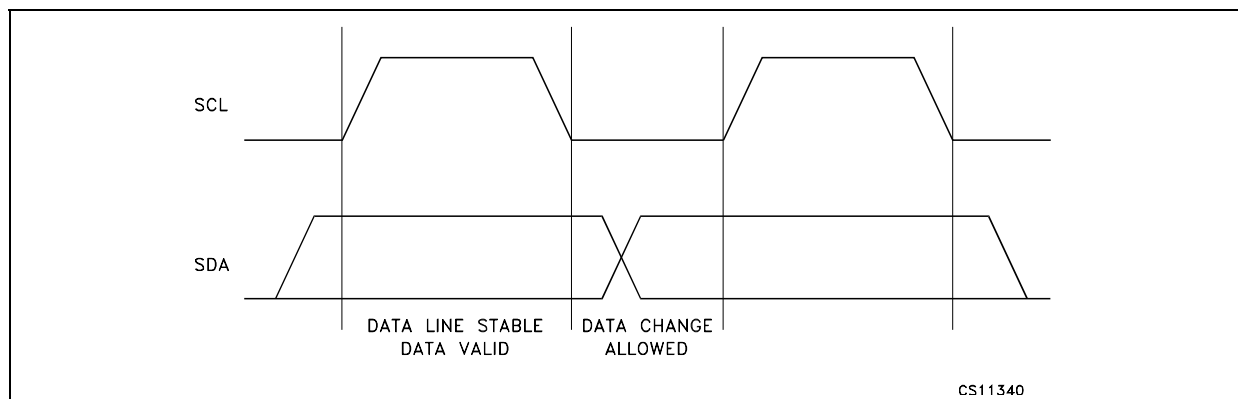 SCL
SDA
DATA LINE STABLE
DATA VALID
DATA CHANGE
ALLOWED
CS11340